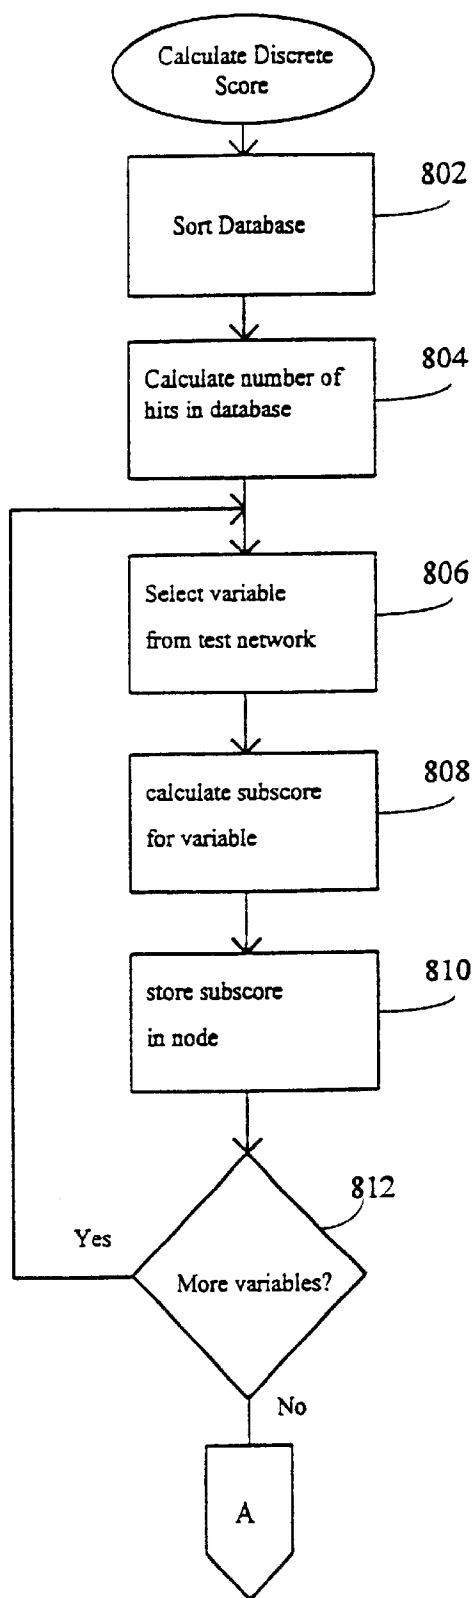 Calculate Discrete
Score
802
Sort Database
804
Calculate number of
hits in database
806
Select variable
from test network
808
calculate subscore
for variable
810
store subscore
in node
812
Yes
More variables?
No
A